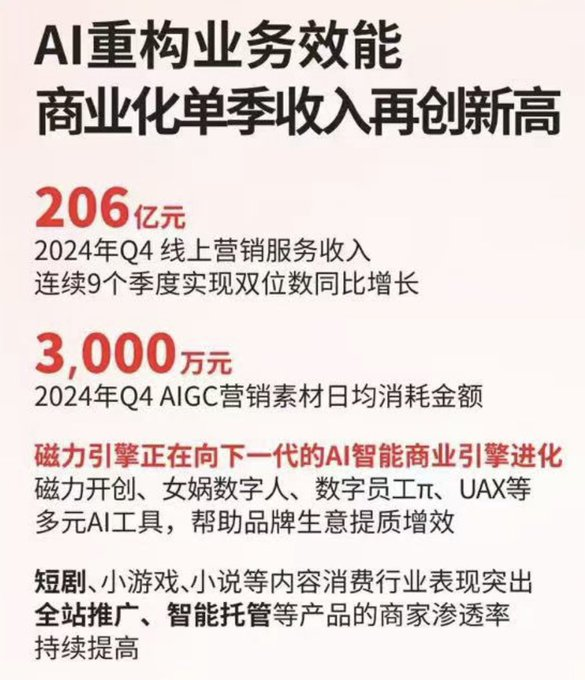 AI重构业务效能
商业化单季收入再创新高
206亿元
2024年Q4 线上营销服务收入
连续9个季度实现双位数同比增长
3,000万元
2024年Q4 AIGC营销素材日均消耗金额
磁力引擎正在向下一代的AI智能商业引擎进化
磁力开创、女娲数字人、数字员工π、UAX等
多元AI工具，帮助品牌生意提质增效
短剧、小游戏、小说等内容消费行业表现突出
全站推广、智能托管等产品的商家渗透率
持续提高